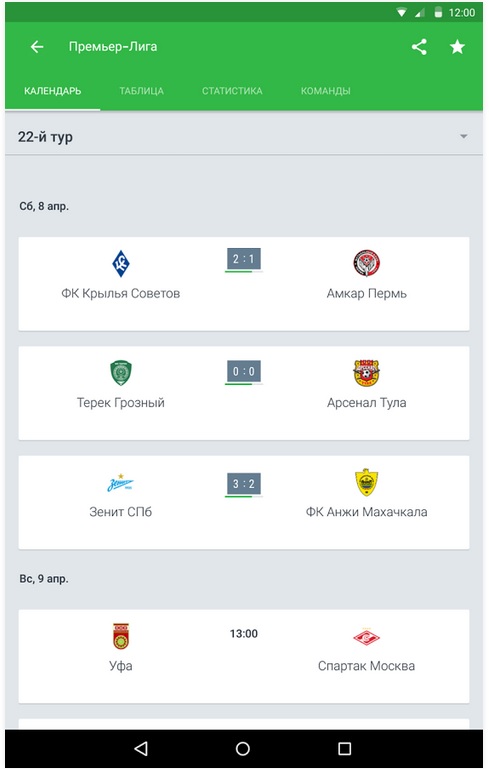 12:00
Премьер-Лига
КАЛЕНДАРЬ ТАБЛИЦА СТАТИСТИКА КОМАНДЫ
22-й тур
Сб, 8 апр.
2 : 1
ФК Крылья Советов Амкар Пермь
0 : 0
Терек Грозный Арсенал Тула
3 : 2
Зенит СПб ФК Анжи Махачкала
Вс, 9 апр.
13:00
Уфа Спартак Москва